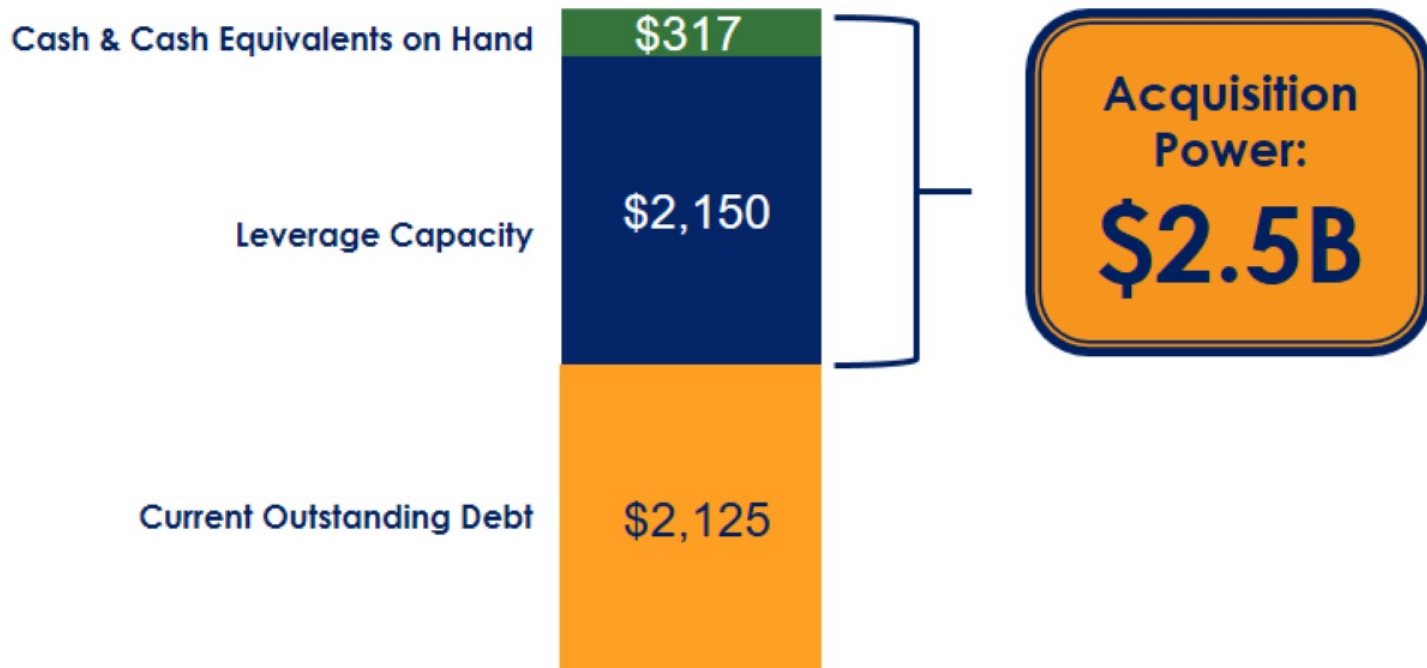 Cash & Cash Equivalents on Hand
$317
Leverage Capacity
$2,150
Current Outstanding Debt
$2,125
Acquisition
Power:
$2.5B